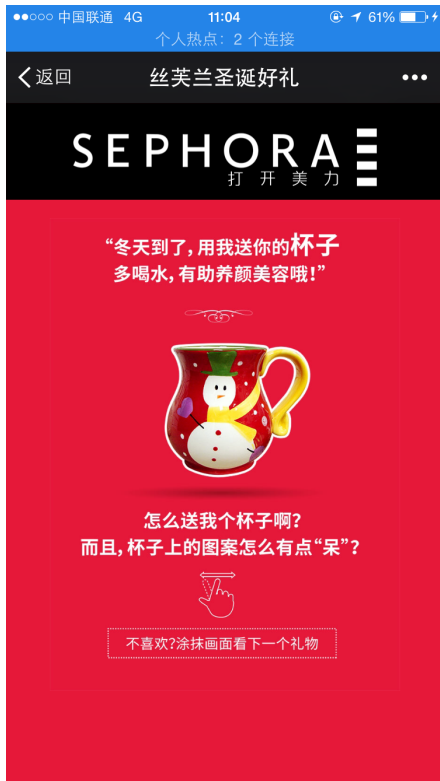 中国联通 4G 11:04 61%
个人热点：2 个连接
返回 丝芙兰圣诞好礼
SEPHORA
打开美力
“冬天到了，用我送你的杯子
多喝水，有助养颜美容哦！”
怎么送我个杯子啊？
而且，杯子上的图案怎么有点“呆”？
不喜欢？涂抹画面看下一个礼物